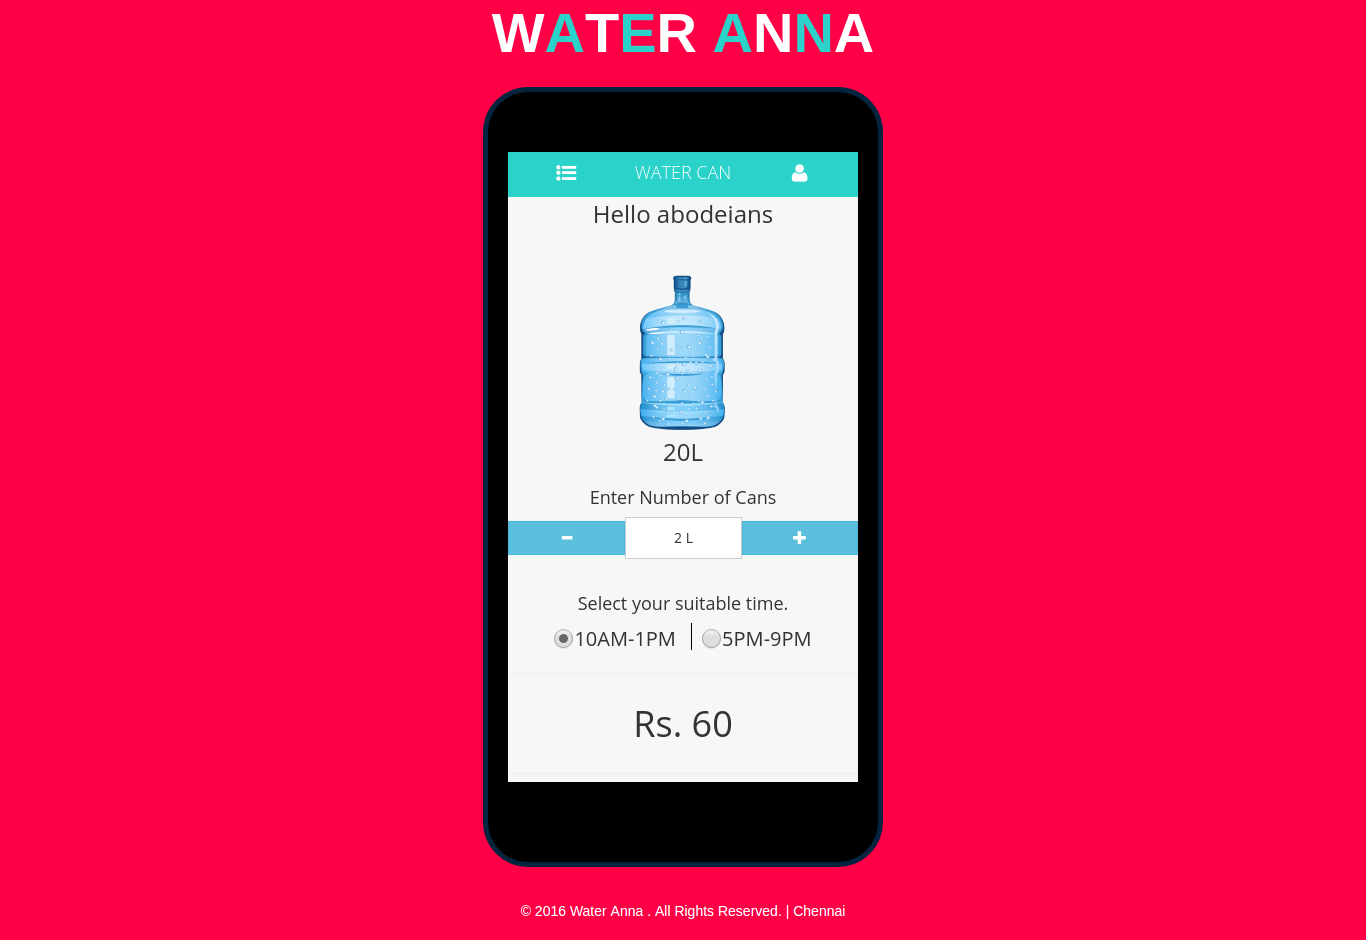 WATER ANNA
WATER CAN
Hello abodeians
20L
Enter Number of Cans
2 L
Select your suitable time.
10AM-1PM 5PM-9PM
Rs. 60
© 2016 Water Anna . All Rights Reserved. | Chennai